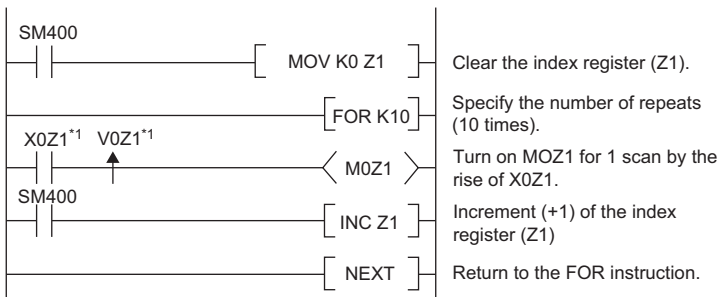 SM400
MOV K0 Z1
Clear the index register (Z1).
FOR K10
Specify the number of repeats
(10 times).
X0Z1*1 V0Z1*1
M0Z1
Turn on MOZ1 for 1 scan by the
rise of X0Z1.
SM400
INC Z1
Increment (+1) of the index
register (Z1)
NEXT
Return to the FOR instruction.